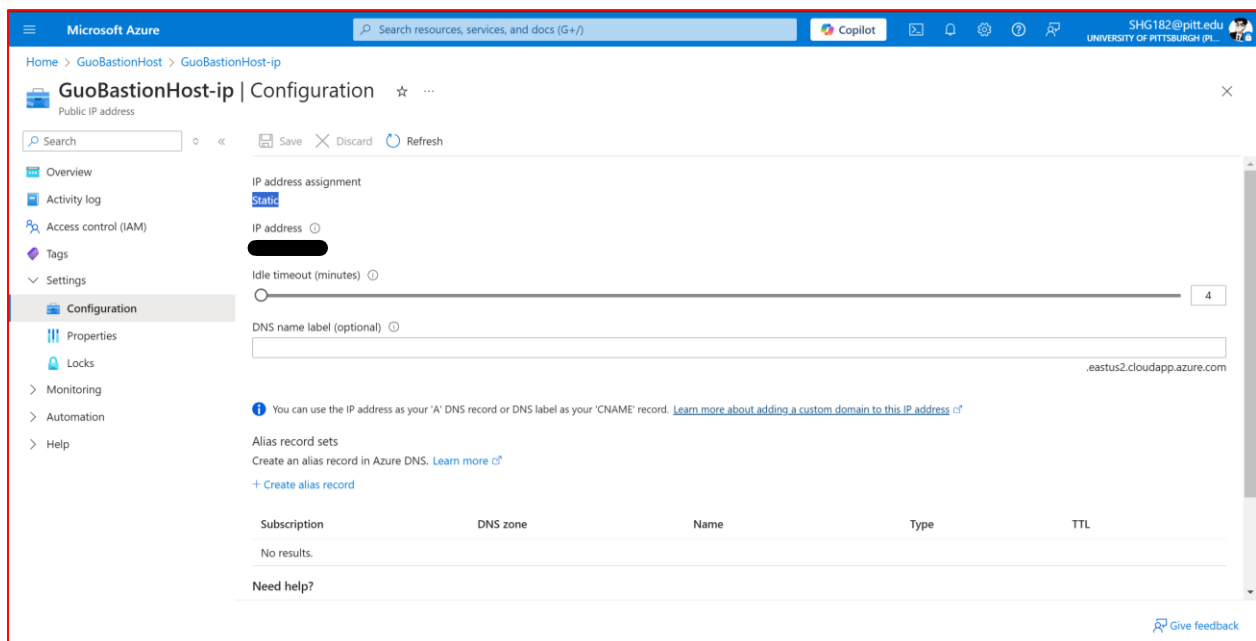 Microsoft Azure
Search resources, services, and docs (G+/)
Copilot
SHG182@pitt.edu
UNIVERSITY OF PITTSBURGH (PI...
Home > GuoBastionHost > GuoBastionHost-ip
GuoBastionHost-ip | Configuration
Public IP address
Search
Save
Discard
Refresh
Overview
Activity log
Access control (IAM)
Tags
Settings
Configuration
Properties
Locks
Monitoring
Automation
Help
IP address assignment
Static
IP address
Idle timeout (minutes)
4
DNS name label (optional)
.eastus2.cloudapp.azure.com
You can use the IP address as your 'A' DNS record or DNS label as your 'CNAME' record. Learn more about adding a custom domain to this IP address
Alias record sets
Create an alias record in Azure DNS. Learn more
+ Create alias record
Subscription DNS zone Name Type TTL
No results.
Need help?
Give feedback